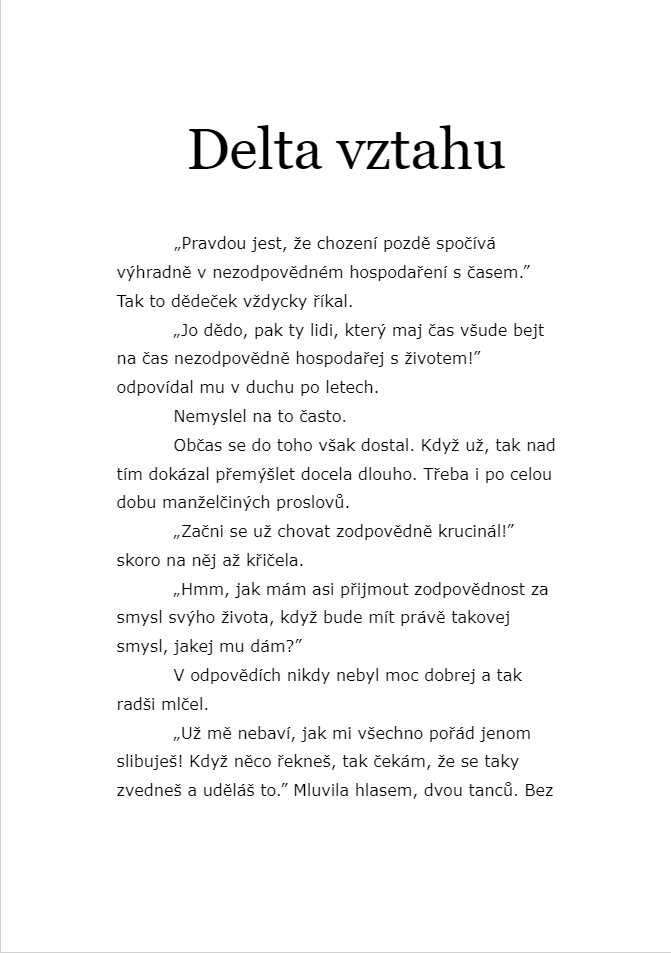 Delta vztahu
„Pravdou jest, že chození pozdě spočívá
výhradně v nezodpovědném hospodaření s časem.”
Tak to dědeček vždycky říkal.
„Jo dědo, pak ty lidi, který maj čas všude bejt
na čas nezodpovědně hospodařej s životem!”
odpovídal mu v duchu po letech.
Nemyslel na to často.
Občas se do toho však dostal. Když už, tak nad
tím dokázal přemýšlet docela dlouho. Třeba i po celou
dobu manželčiných proslovů.
„Začni se už chovat zodpovědně krucinál!”
skoro na něj až křičela.
„Hmm, jak mám asi přijmout zodpovědnost za
smysl svýho života, když bude mít právě takovej
smysl, jakej mu dám?”
V odpovědích nikdy nebyl moc dobrej a tak
radši mlčel.
„Už mě nebaví, jak mi všechno pořád jenom
slibuješ! Když něco řekneš, tak čekám, že se taky
zvedneš a uděláš to.” Mluvila hlasem, dvou tanců. Bez